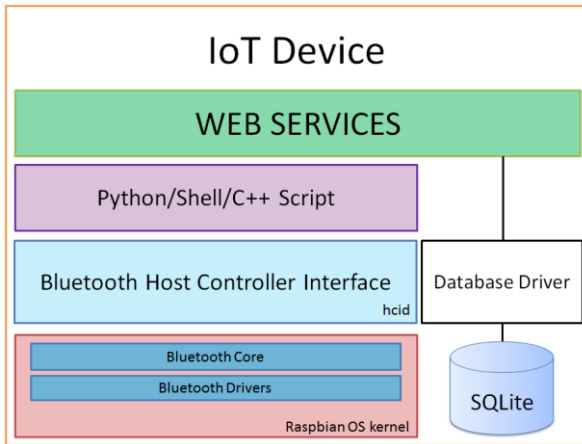 IoT Device
WEB SERVICES
Python/Shell/C++ Script
Bluetooth Host Controller Interface
hcid
Database Driver
Bluetooth Core
Bluetooth Drivers
Raspbian OS kernel
SQLite